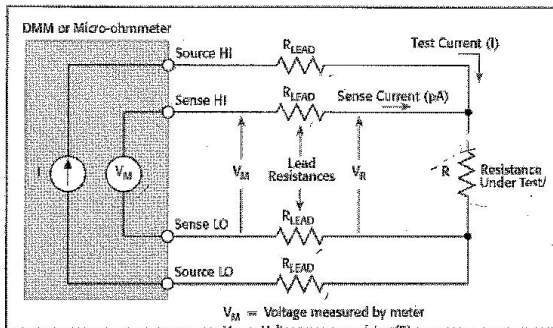 DMM or Micro-ohmmeter
Source HI
RLEAD
Test Current (I)
Sense HI
RLEAD
Sense Current (pA)
I
VM
VM
Lead
Resistances
VR
R
Resistance
Under Test/
Sense LO
RLEAD
Source LO
RLEAD
VM = Voltage measured by meter